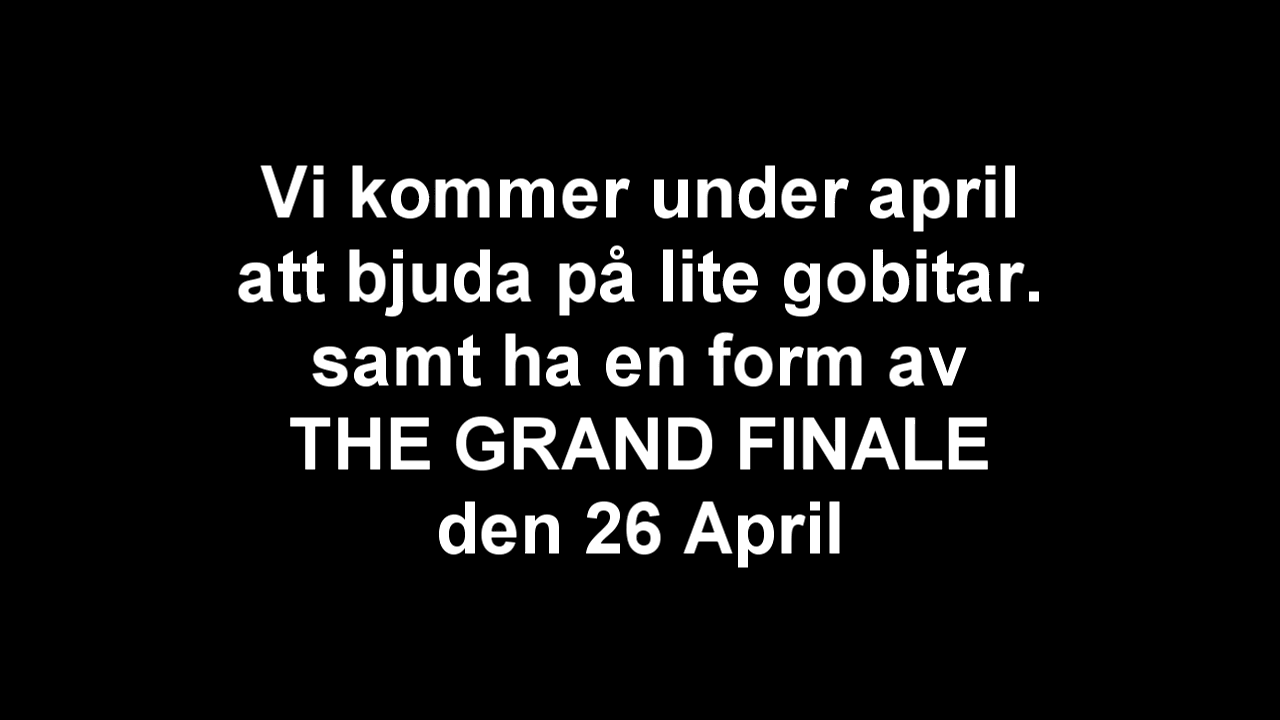 Vi kommer under april
att bjuda på lite gobitar.
samt ha en form av
THE GRAND FINALE
den 26 April